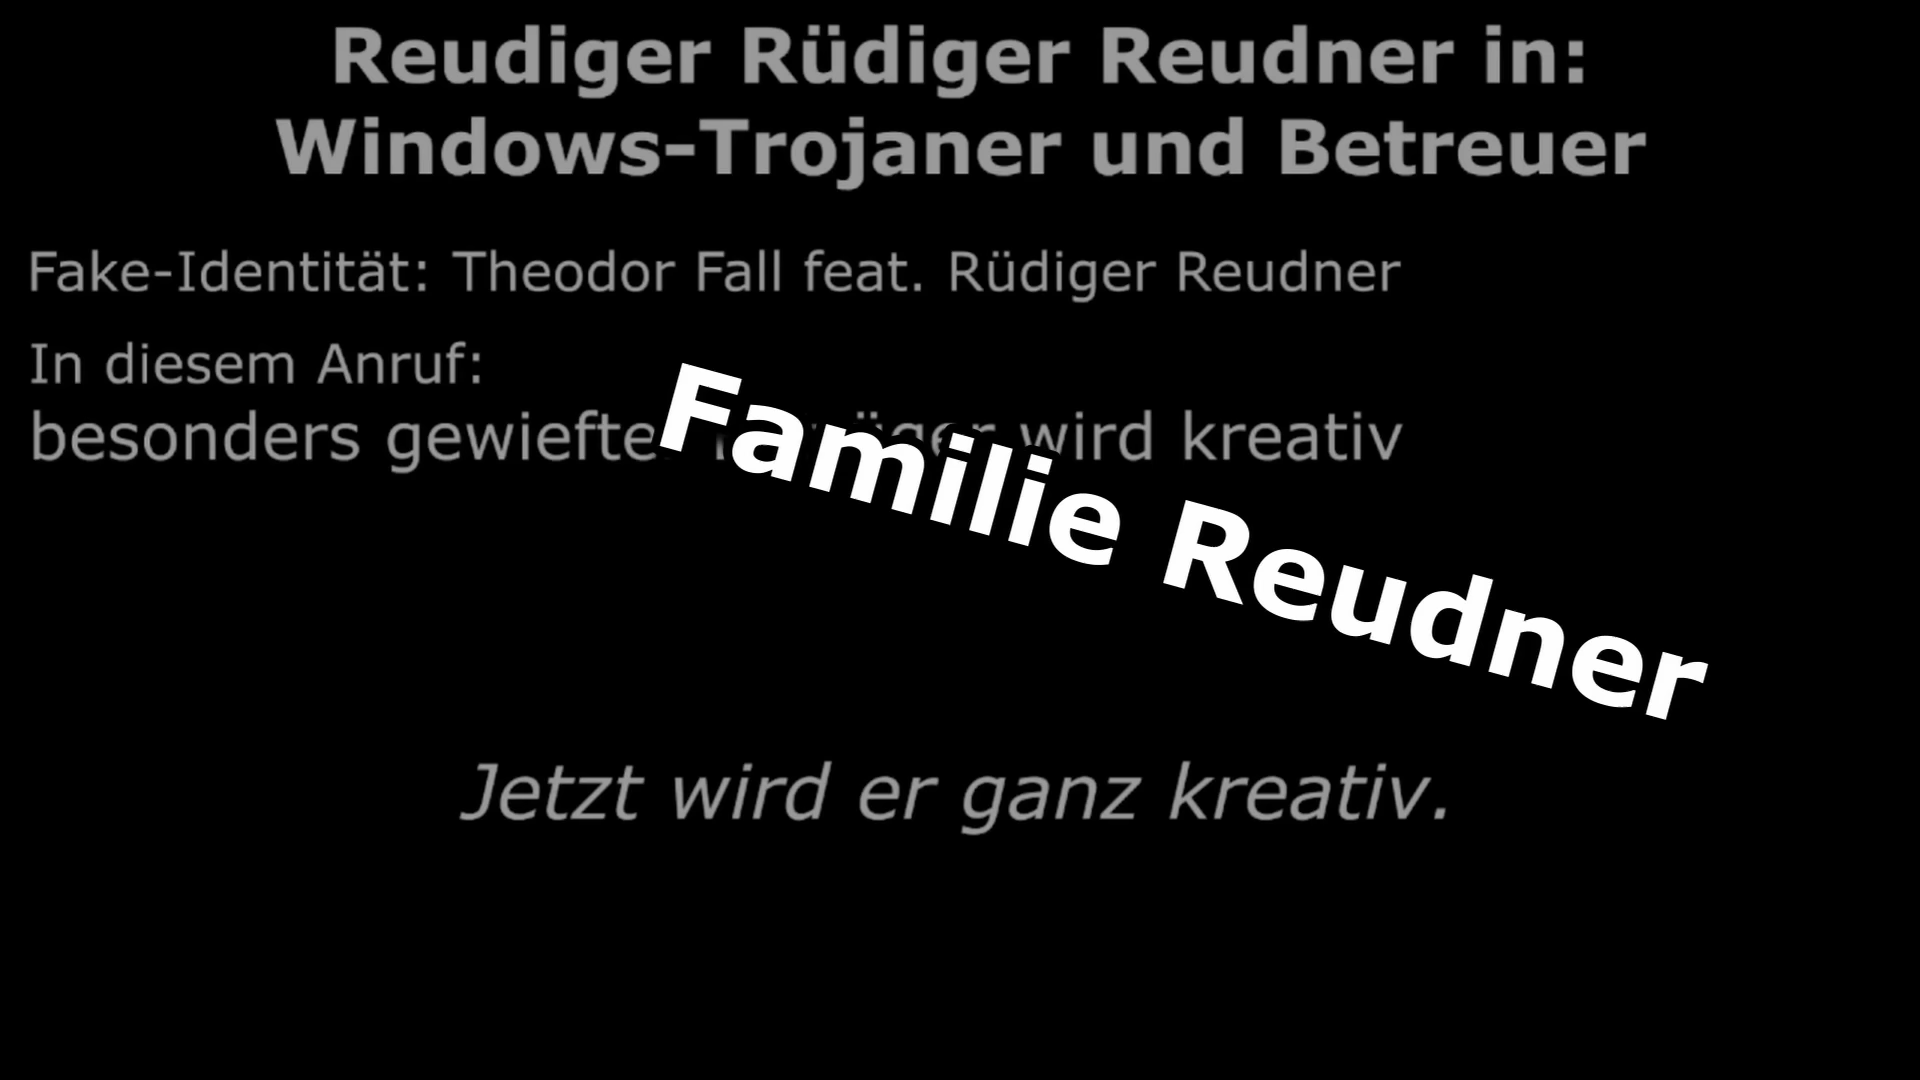 Reudiger Rüdiger Reudner in:
Windows-Trojaner und Betreuer
Fake-Identität: Theodor Fall feat. Rüdiger Reudner
In diesem Anruf:
besonders gewiefter wird kreativ
Familie Reudner
Jetzt wird er ganz kreativ.